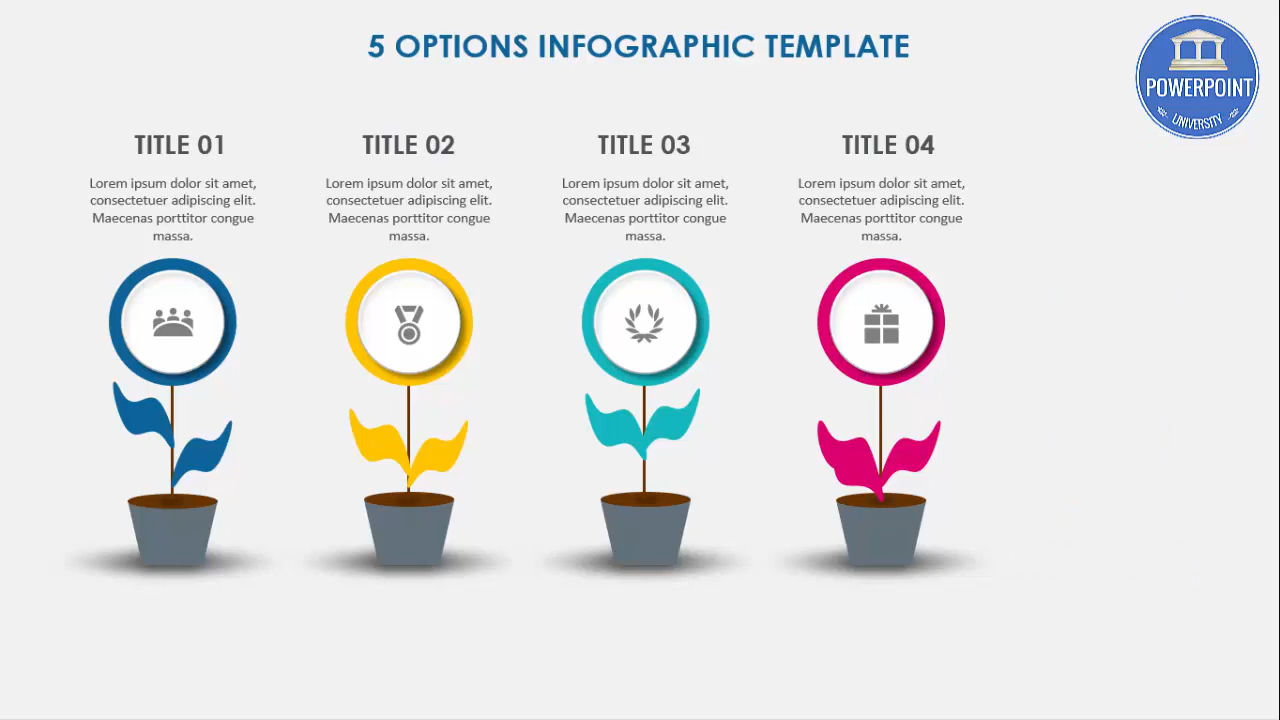 5 OPTIONS INFOGRAPHIC TEMPLATE
POWERPOINT
UNIVERSITY
TITLE 01
Lorem ipsum dolor sit amet,
consectetuer adipiscing elit.
Maecenas porttitor congue
massa.
TITLE 02
Lorem ipsum dolor sit amet,
consectetuer adipiscing elit.
Maecenas porttitor congue
massa.
TITLE 03
Lorem ipsum dolor sit amet,
consectetuer adipiscing elit.
Maecenas porttitor congue
massa.
TITLE 04
Lorem ipsum dolor sit amet,
consectetuer adipiscing elit.
Maecenas porttitor congue
massa.